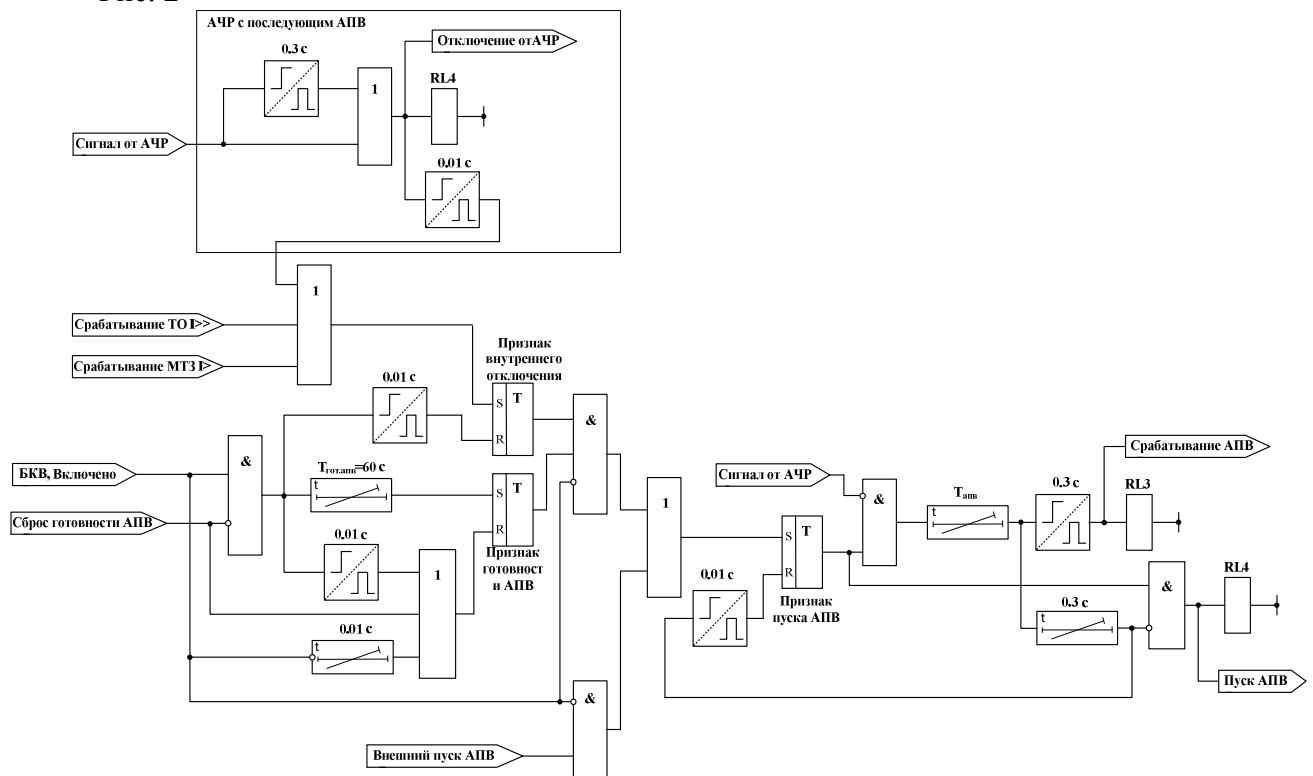 Рис. 2
АЧР с последующим АПВ
Отключение отАЧР
0.3 с
RL4
1
Сигнал от АЧР
0.01 с
1
Срабатывание ТО I>>
Срабатывание МТЗ I>
Признак
внутреннего
отключения
0.01 с
S
T
R
&
&
БКВ, Включено
Tгот.апв=60 с
Сброс готовности АПВ
S
T
R
Признак
готовност
и АПВ
0.01 с
1
0.01 с
1
Сигнал от АЧР
&
Tапв
t
0.3 с
Срабатывание АПВ
RL3
S
T
R
Признак
пуска АПВ
0.01 с
0.3 с
t
&
RL4
Пуск АПВ
t
t
&
Внешний пуск АПВ